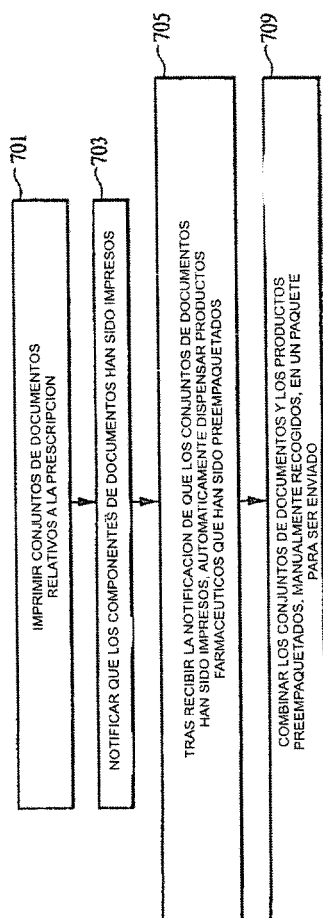 701
IMPRIMIR CONJUNTOS DE DOCUMENTOS
RELATIVOS A LA PRESCRIPCION
703
NOTIFICAR QUE LOS COMPONENTES DE DOCUMENTOS HAN SIDO IMPRESOS
705
TRAS RECIBIR LA NOTIFICACION DE QUE LOS CONJUNTOS DE DOCUMENTOS
HAN SIDO IMPRESOS, AUTOMATICAMENTE DISPENSAR PRODUCTOS
FARMACEUTICOS QUE HAN SIDO PREEMPAQUETADOS
709
COMBINAR LOS CONJUNTOS DE DOCUMENTOS Y LOS PRODUCTOS
PREEMPAQUETADOS, MANUALMENTE RECOGIDOS, EN UN PAQUETE
PARA SER ENVIADO